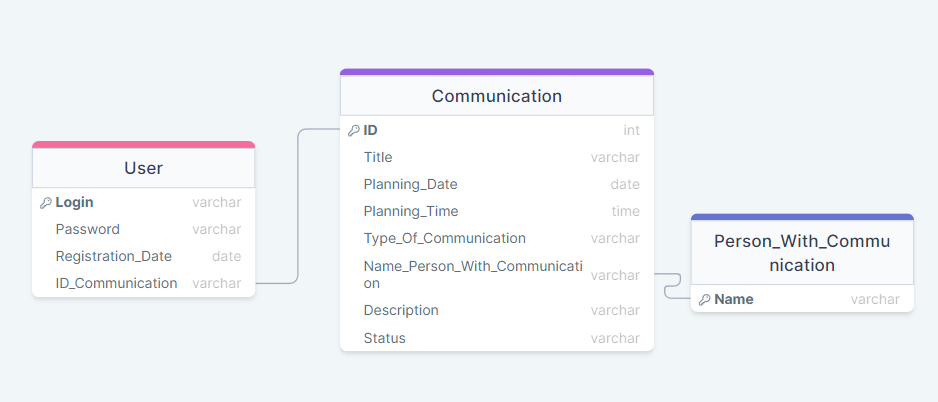 User
Login varchar
Password varchar
Registration_Date date
ID_Communication varchar
Communication
ID int
Title varchar
Planning_Date date
Planning_Time time
Type_Of_Communication varchar
Name_Person_With_Communicati
on varchar
Description varchar
Status varchar
Person_With_Commu
nication
Name varchar